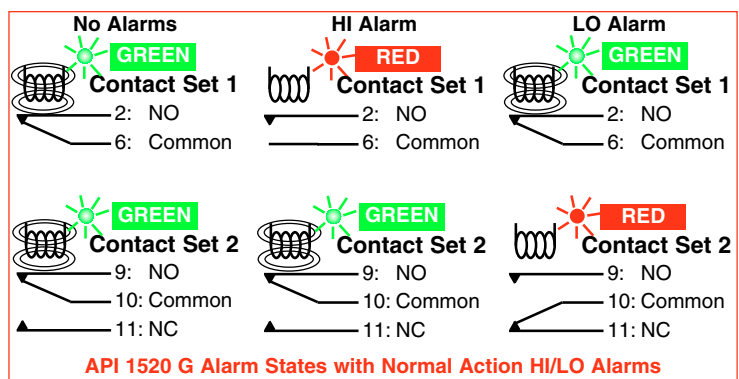 No Alarms HI Alarm LO Alarm
GREEN RED GREEN
Contact Set 1 Contact Set 1 Contact Set 1
2: NO 2: NO 2: NO
6: Common 6: Common 6: Common
GREEN GREEN RED
Contact Set 2 Contact Set 2 Contact Set 2
9: NO 9: NO 9: NO
10: Common 10: Common 10: Common
11: NC 11: NC 11: NC
API 1520 G Alarm States with Normal Action HI/LO Alarms